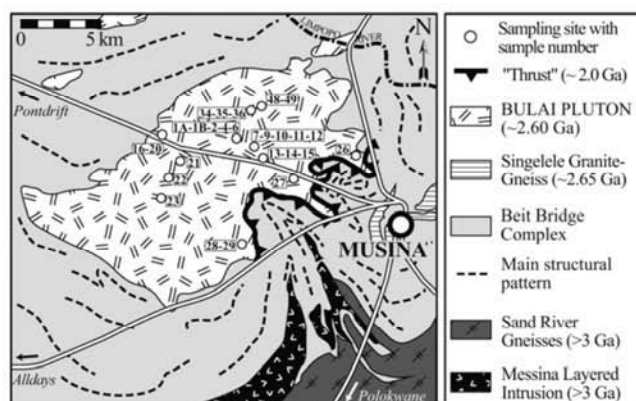 0 5 km
LIMPOPO RIVER
N
Pontdrift
48-49
34-35-36
1A-1B-2-4-6
7-9-10-11-12
16-20
26
13-14-15
21
22
27
23
28-29
MUSINA
Alldays
Polokwane
Sampling site with
sample number
"Thrust" (~ 2.0 Ga)
BULAI PLUTON
(~2.60 Ga)
Singelele Granite-
Gneiss (~2.65 Ga)
Beit Bridge
Complex
Main structural
pattern
Sand River
Gneisses (>3 Ga)
Messina Layered
Intrusion (>3 Ga)